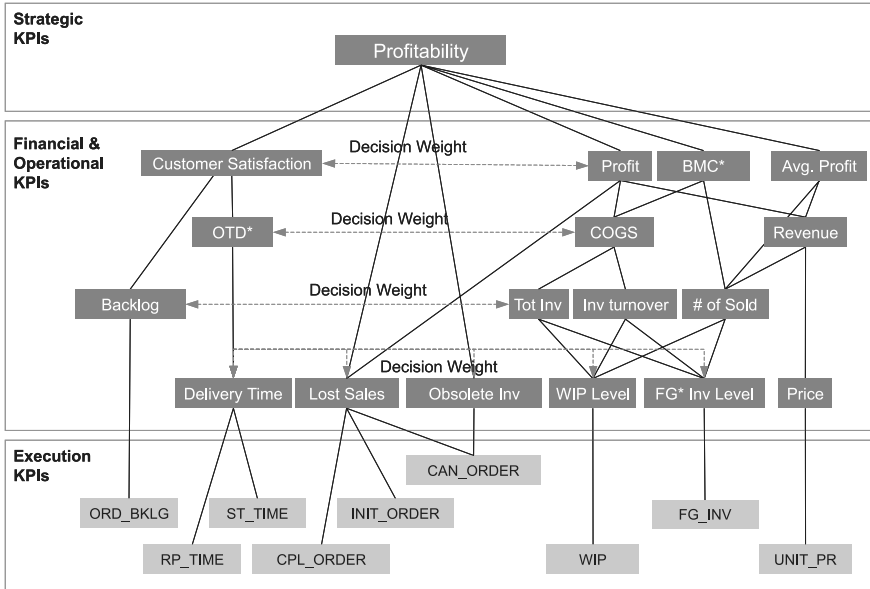 Strategic
KPIs
Profitability
Financial &
Operational
KPIs
Customer Satisfaction
Decision Weight
Profit
BMC*
Avg. Profit
OTD*
Decision Weight
COGS
Revenue
Backlog
Decision Weight
Tot Inv
Inv turnover
# of Sold
Decision Weight
Delivery Time
Lost Sales
Obsolete Inv
WIP Level
FG* Inv Level
Price
Execution
KPIs
CAN_ORDER
ORD_BKLG
ST_TIME
INIT_ORDER
FG_INV
RP_TIME
CPL_ORDER
WIP
UNIT_PR